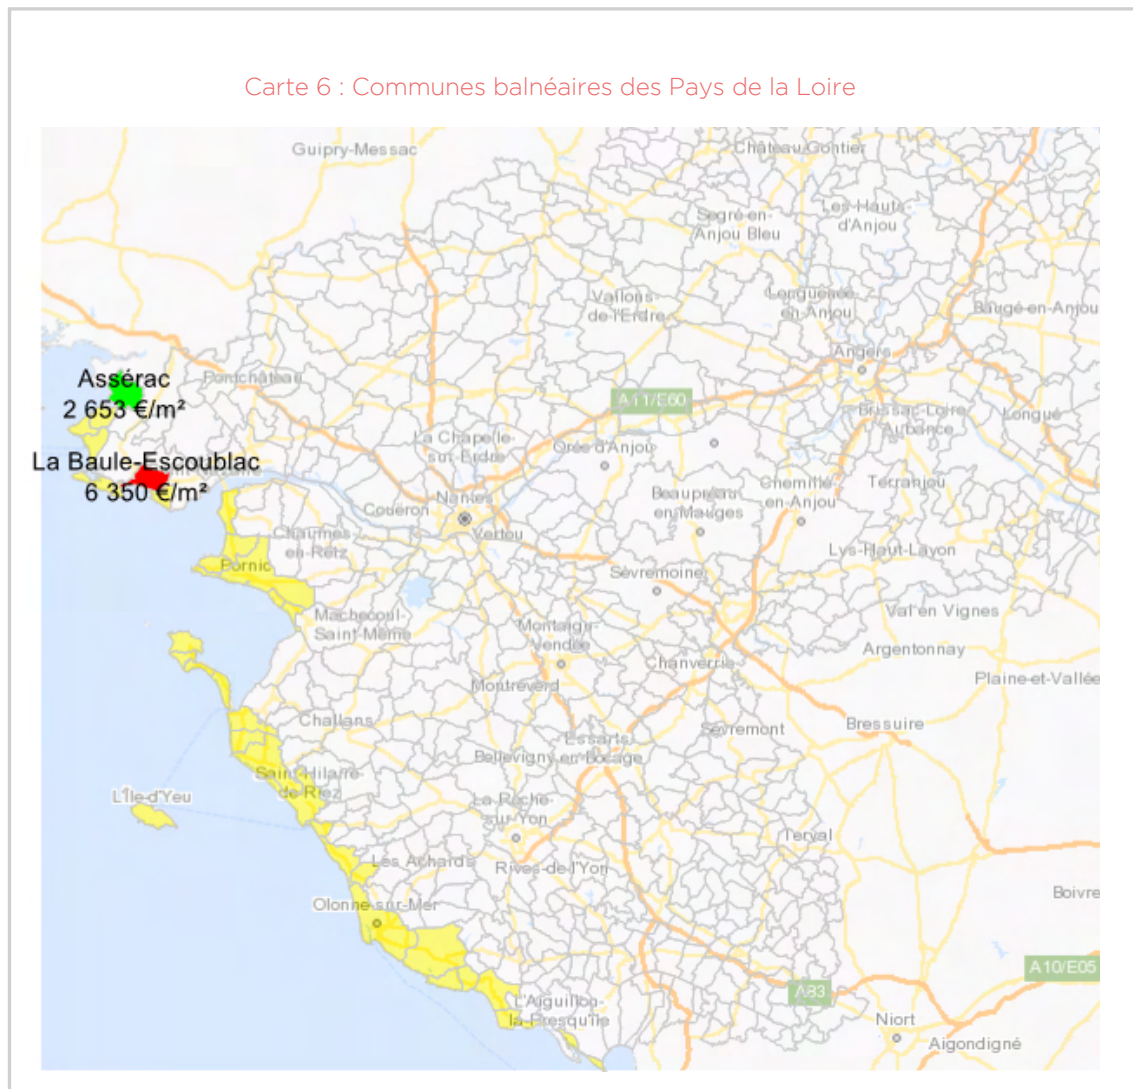 Carte 6 : Communes balnéaires des Pays de la Loire
Guipry-Messac
Château-Gontier
Segré-en-
Anjou Bleu
Les Hauts-
d'Anjou
Vallons-
de-l'Erdre
Longuenée-
en-Anjou
Baugé-en-Anjou
Angers
Assérac
2 653 €/m²
Pontchâteau
A11/E60
Brissac-Loire
Aubance
Longué
La Chapelle-
sur-Erdre
Orée d'Anjou
La Baule-Escoublac
6 350 €/m²
Nantes
Couëron
Vertou
Beaupréau
en-Mauges
Chemillé-
en-Anjou
Terranjou
Chaumes-
en-Retz
Lys-Haut-Layon
Pornic
Sèvremoine
Machecoul-
Saint-Même
Montaigu-
Vendée
Val en Vignes
Argentonnay
Chanverrie
Plaine-et-Vallée
Montréverd
Challans
Sèvremont
Bressuire
Essarts
en-Bocage
Bellevigny
Saint-Hilaire-
de-Riez
L'Île-d'Yeu
La Roche-
sur-Yon
Terval
Les Achards
Rives-de-l'Yon
Boivre
Olonne-sur-Mer
A10/E05
A83
L'Aiguillon-
la-Presqu'île
Niort
Aigondigné